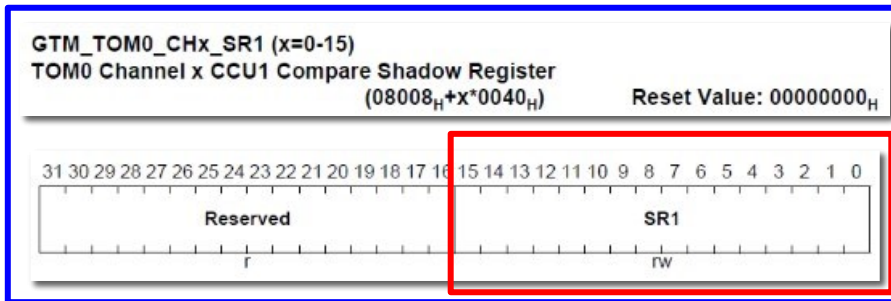 GTM_TOM0_CHx_SR1 (x=0-15)
TOM0 Channel x CCU1 Compare Shadow Register
(08008H+x*0040H) Reset Value: 00000000H
31 30 29 28 27 26 25 24 23 22 21 20 19 18 17 16 15 14 13 12 11 10 9 8 7 6 5 4 3 2 1 0
Reserved SR1
r rw